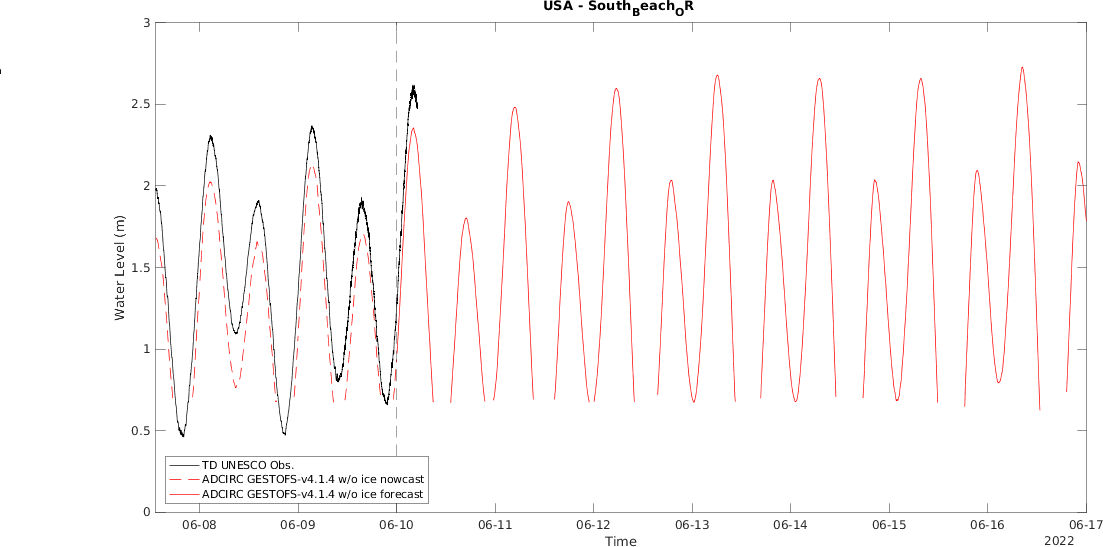 USA - South_Beach_OR
3
2.5
2
1.5
1
0.5
0
Water Level (m)
TD UNESCO Obs.
ADCIRC GESTOFS-v4.1.4 w/o ice nowcast
ADCIRC GESTOFS-v4.1.4 w/o ice forecast
06-08 06-09 06-10 06-11 06-12 06-13 06-14 06-15 06-16 06-17
Time
2022